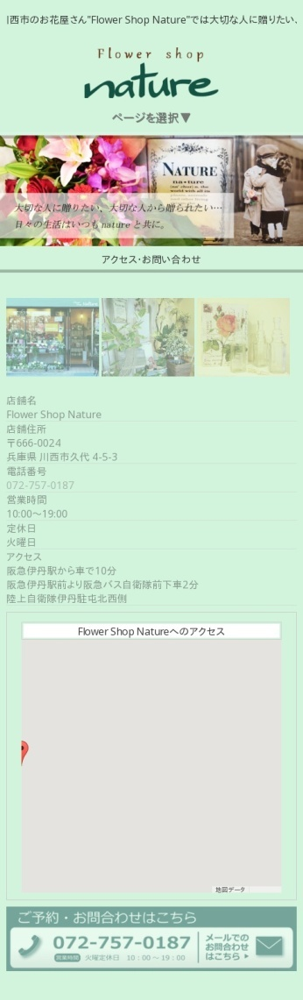 川西市のお花屋さん"Flower Shop Nature"では大切な人に贈りたい、
Flower shop
nature
ページを選択▼
NATURE
大切な人に贈りたい、大切な人から贈られたい…
日々の生活はいつも nature と共に。
アクセス・お問い合わせ
店舗名
Flower Shop Nature
店舗住所
〒666-0024
兵庫県 川西市久代 4-5-3
電話番号
072-757-0187
営業時間
10:00～19:00
定休日
火曜日
アクセス
阪急伊丹駅から車で10分
阪急伊丹駅前より阪急バス自衛隊前下車2分
陸上自衛隊伊丹駐屯北西側
Flower Shop Natureへのアクセス
地図データ
ご予約・お問合わせはこちら
072-757-0187
営業時間 火曜定休日 10:00～19:00
メールでの
お問合わせ
はこちら ▶